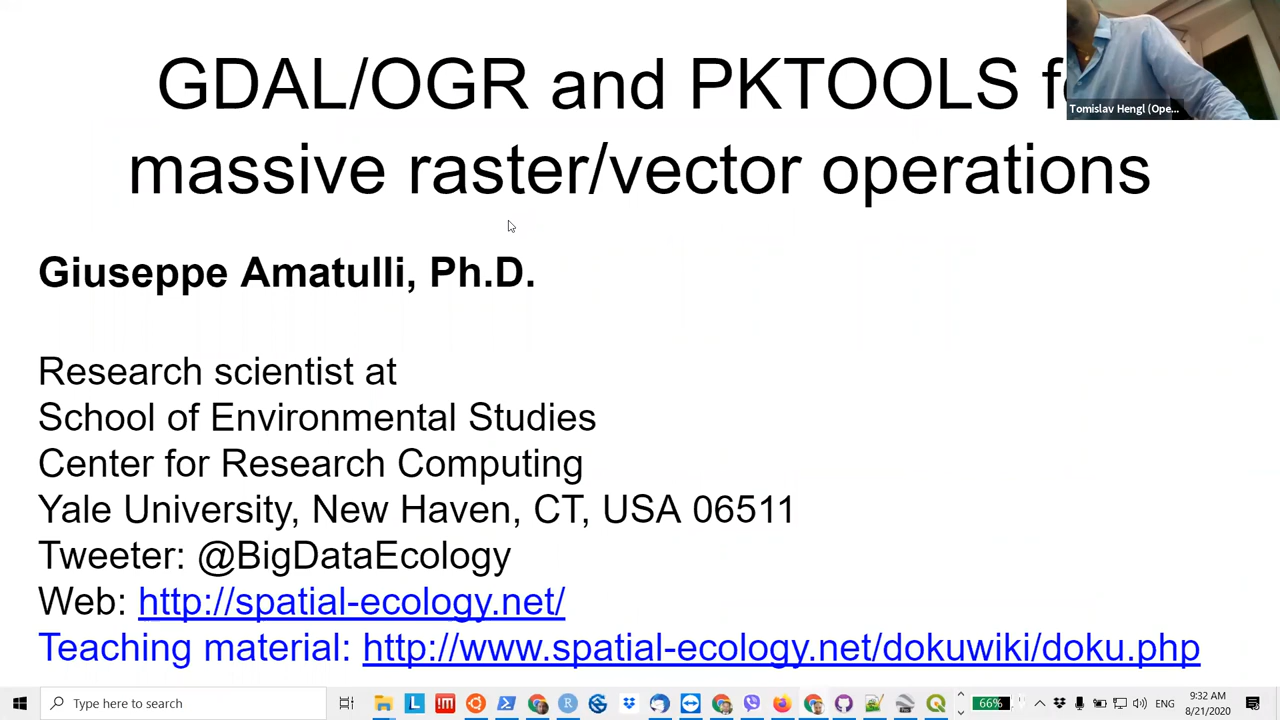 GDAL/OGR and PKTOOLS
massive raster/vector operations
Tomislav Hengl (Ope...
Giuseppe Amatulli, Ph.D.
Research scientist at
School of Environmental Studies
Center for Research Computing
Yale University, New Haven, CT, USA 06511
Tweeter: @BigDataEcology
Web: http://spatial-ecology.net/
Teaching material: http://www.spatial-ecology.net/dokuwiki/doku.php
Type here to search
66%
9:32 AM
8/21/2020